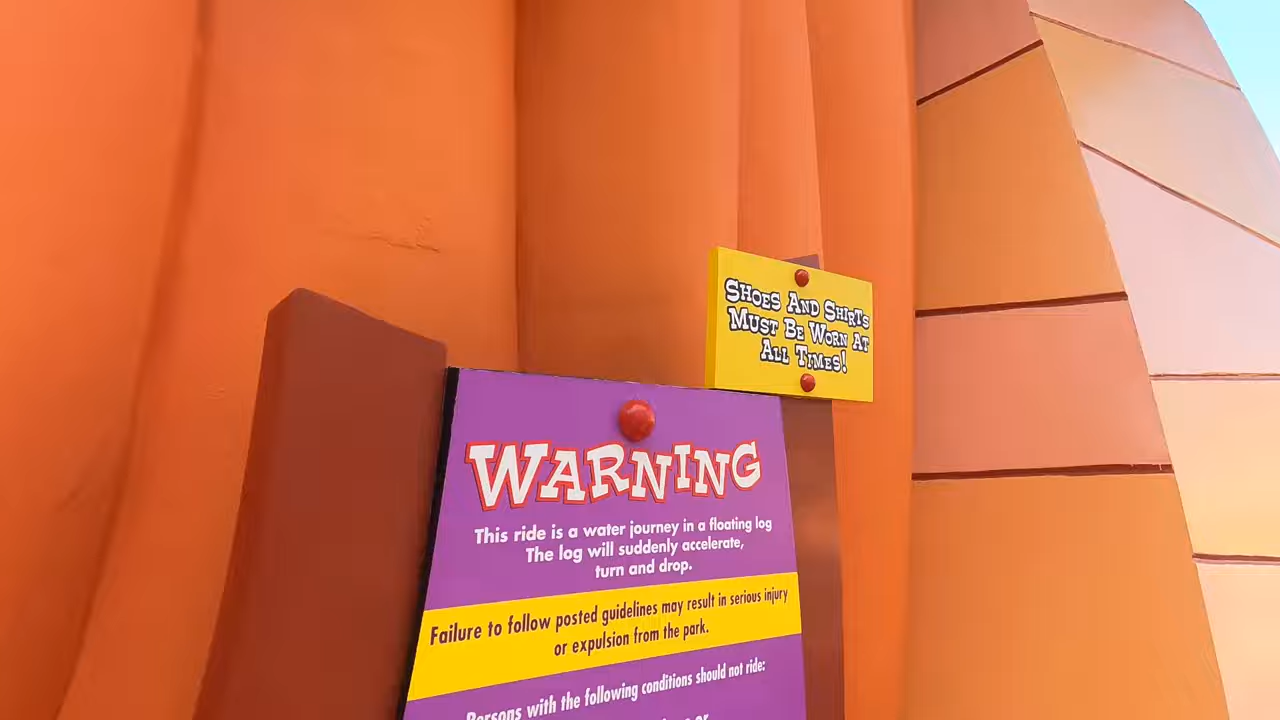 Shoes And Shirts
Must Be Worn At
All Times!
Warning
This ride is a water journey in a floating log
The log will suddenly accelerate,
turn and drop.
Failure to follow posted guidelines may result in serious injury
or expulsion from the park.
Persons with the following conditions should not ride:
or